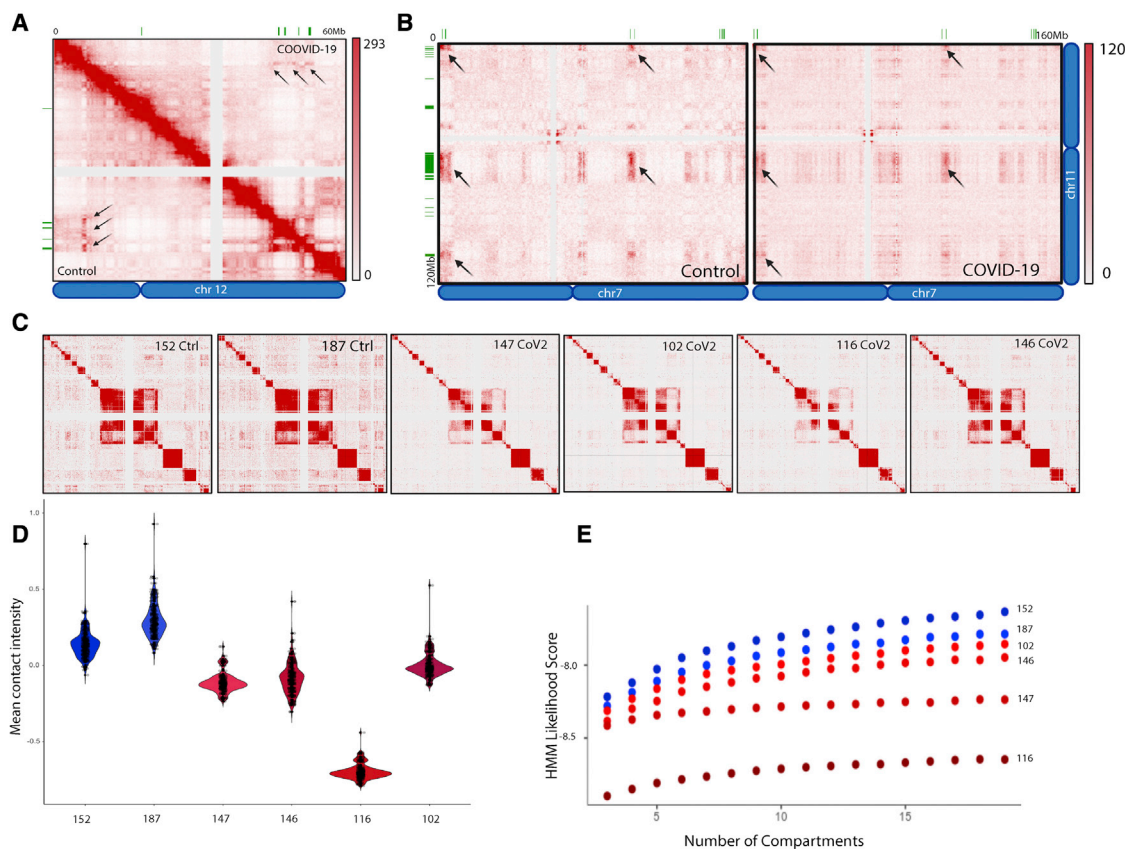 A
0
60Mb
COOVID-19
293
Control
0
chr 12
B
0
160Mb
120
120Mb
Control
COVID-19
0
chr11
chr7
chr7
C
152 Ctrl
187 Ctrl
147 CoV2
102 CoV2
116 CoV2
146 CoV2
D
Mean contact intensity
1.0
0.5
0.0
-0.5
152
187
147
146
116
102
E
HMM Likelihood Score
-8.0
-8.5
152
187
102
146
147
116
5
10
15
Number of Compartments